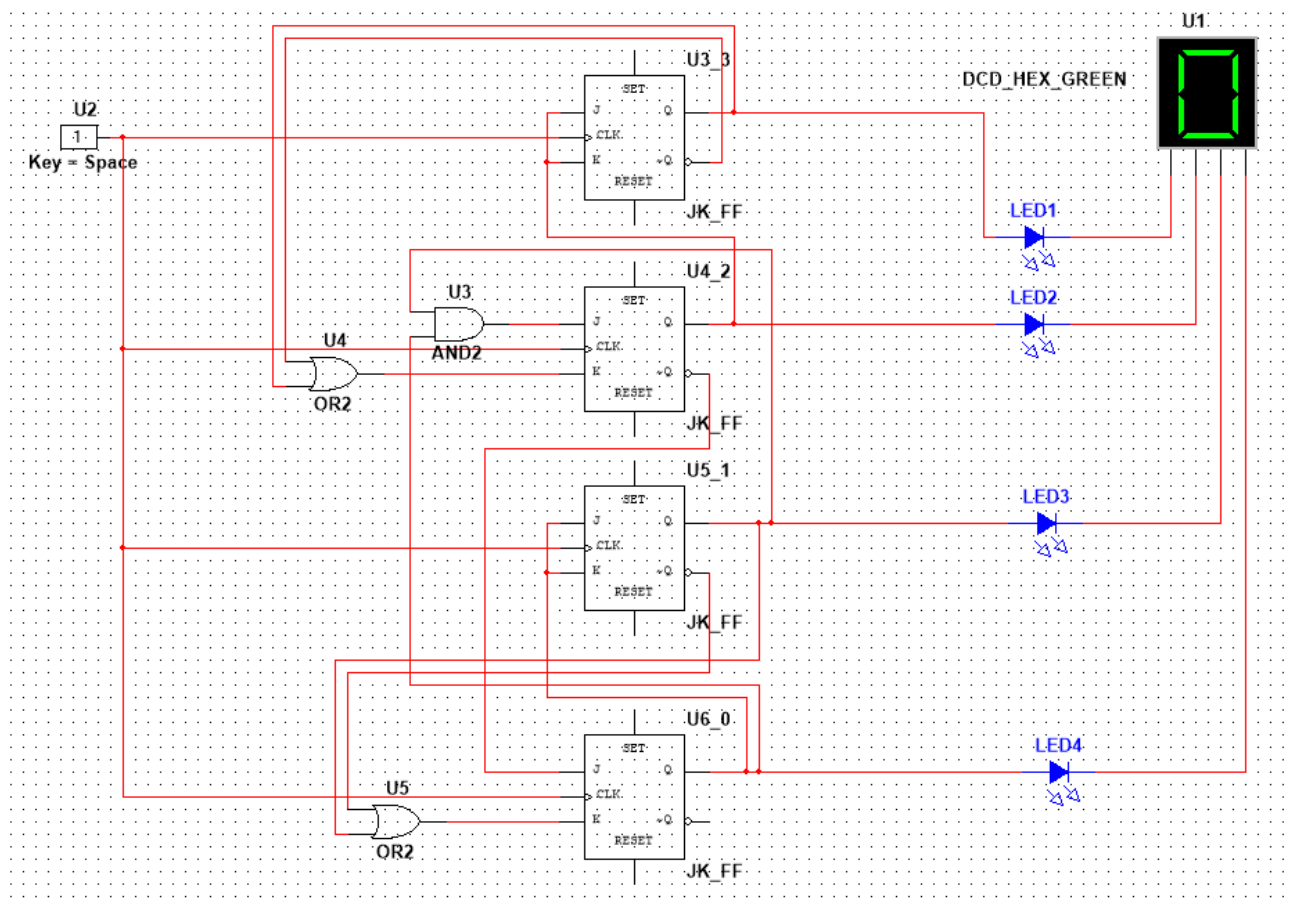 U1
DCD_HEX_GREEN
0
U2
1
Key = Space
U3_3
SET
J
Q
CLK
K
~Q
RESET
JK_FF
LED1
U4_2
SET
J
Q
CLK
K
~Q
RESET
JK_FF
U3
AND2
U4
OR2
LED2
U5_1
SET
J
Q
CLK
K
~Q
RESET
JK_FF
LED3
U6_0
SET
J
Q
CLK
K
~Q
RESET
JK_FF
U5
OR2
LED4